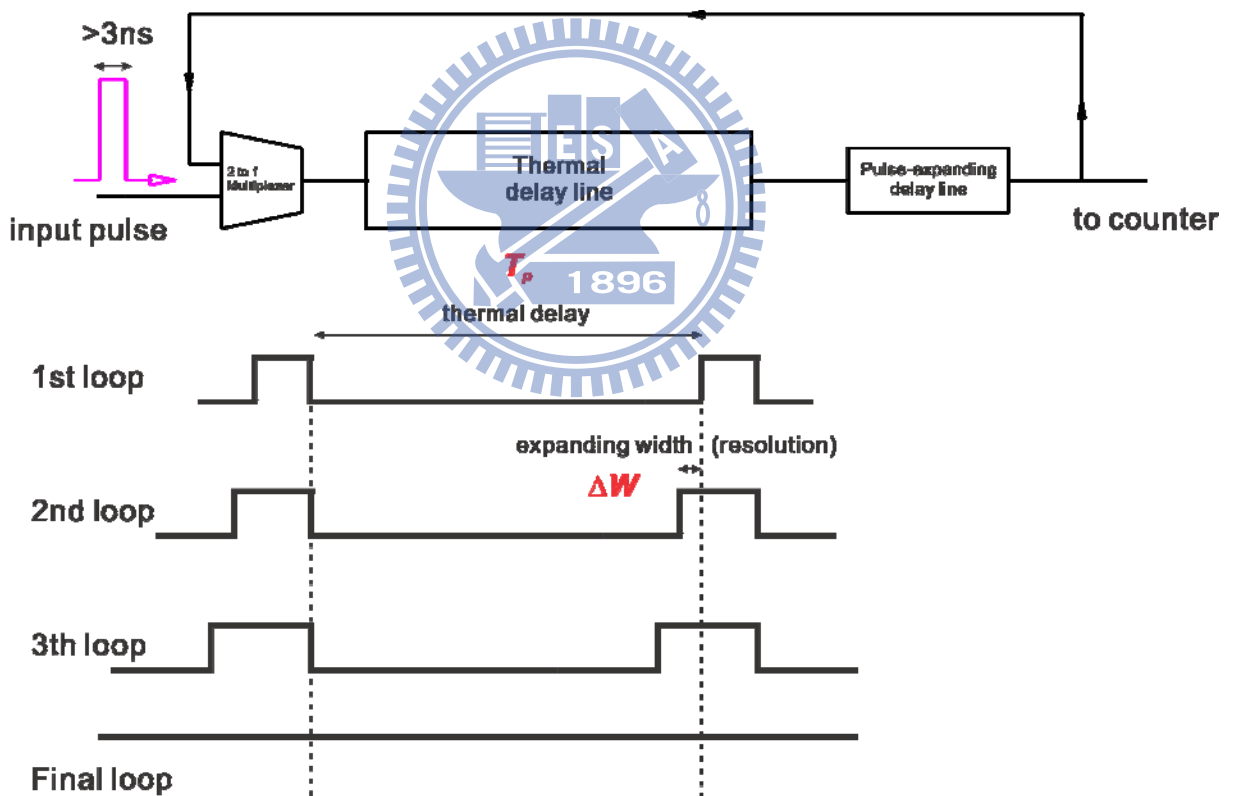 >3ns
2 to 1
Multiplexer
Thermal
delay line
Pulse-expanding
delay line
input pulse
to counter
ESA
8
1896
Tp
thermal delay
1st loop
expanding width (resolution)
ΔW
2nd loop
3th loop
Final loop